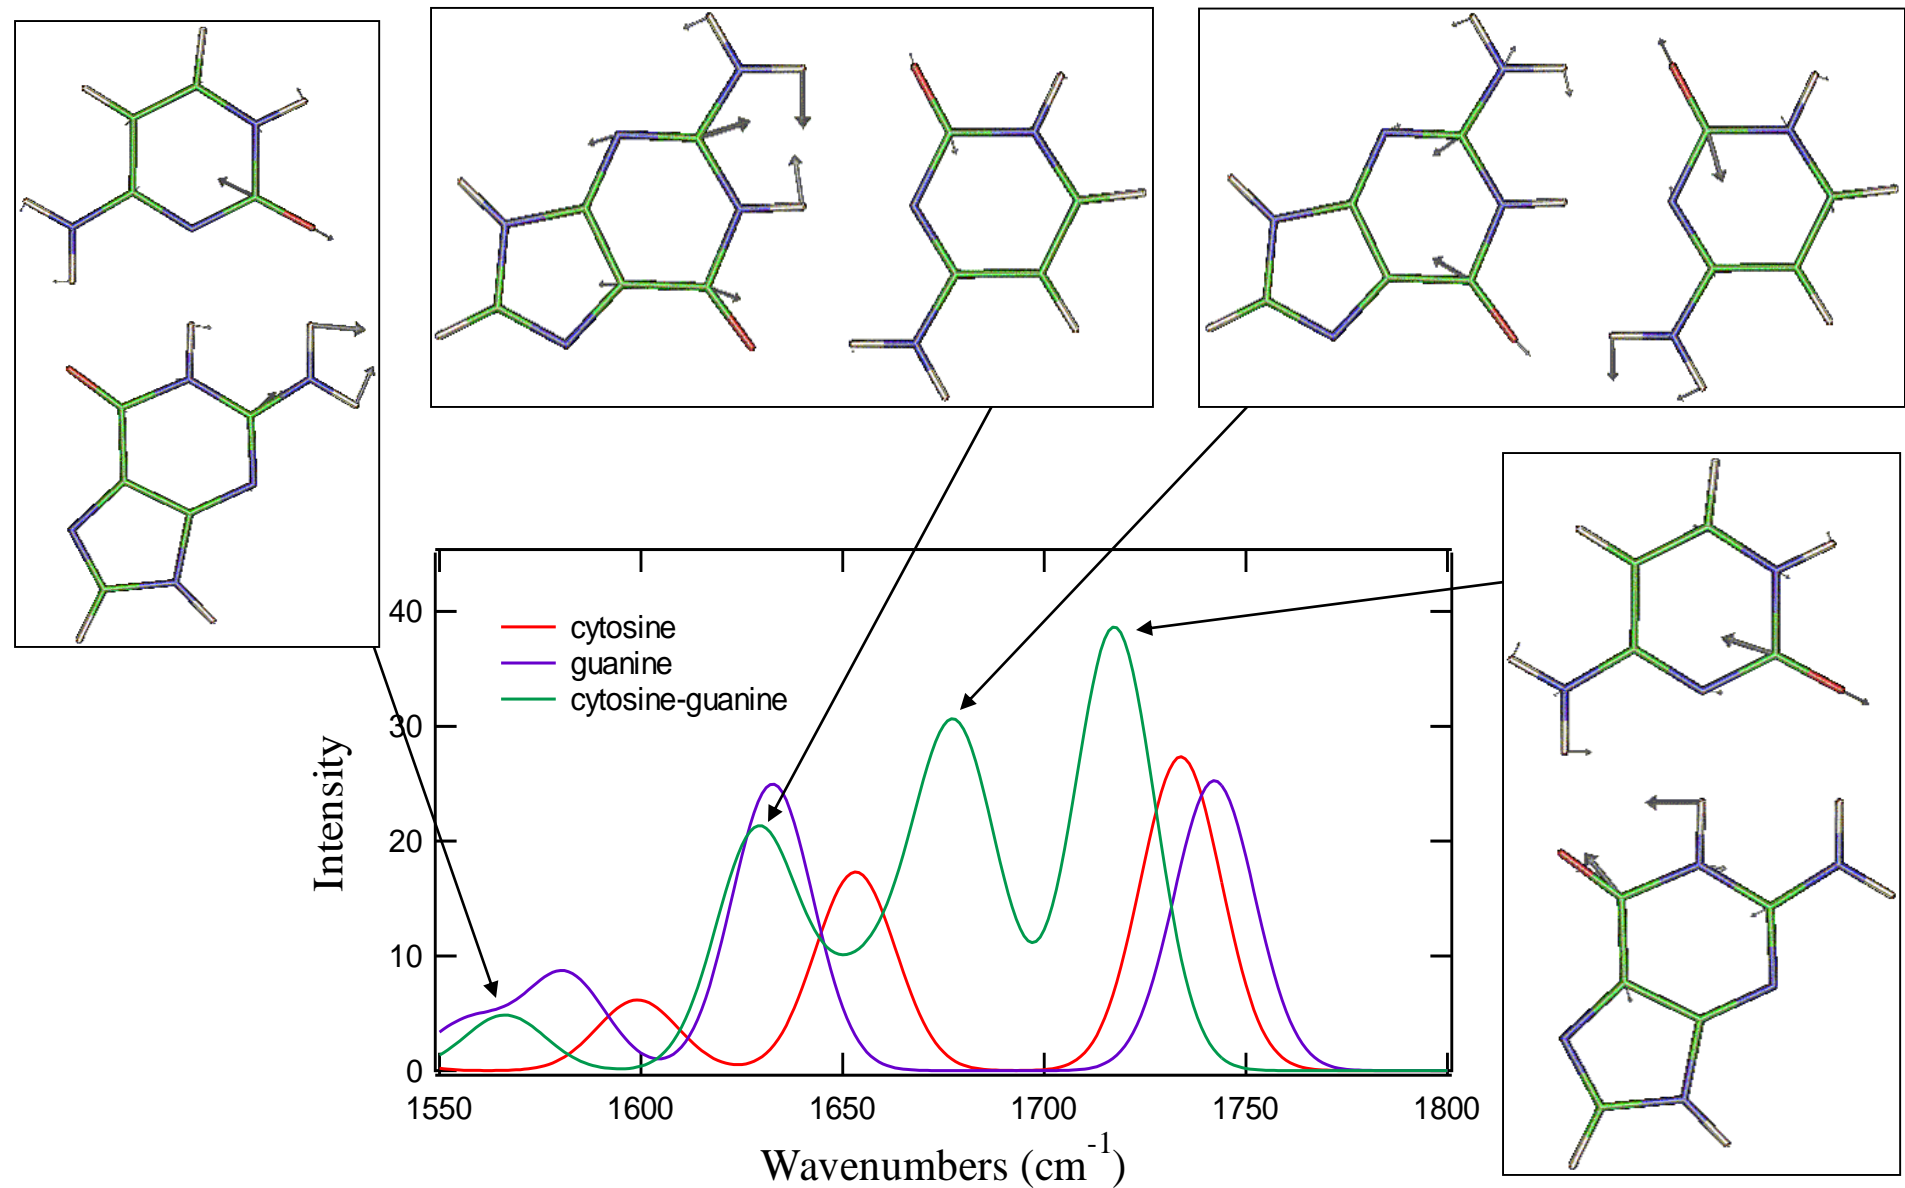 cytosine
guanine
cytosine-guanine
Intensity
40
30
20
10
0
1550 1600 1650 1700 1750 1800
Wavenumbers (cm⁻¹)